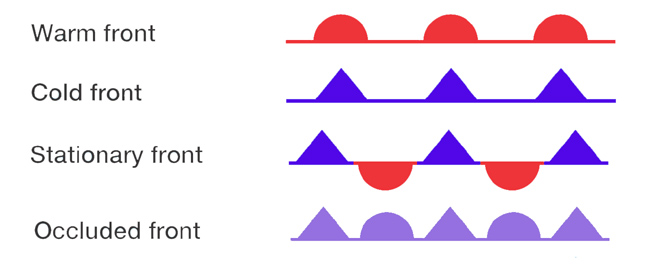 Warm front
Cold front
Stationary front
Occluded front